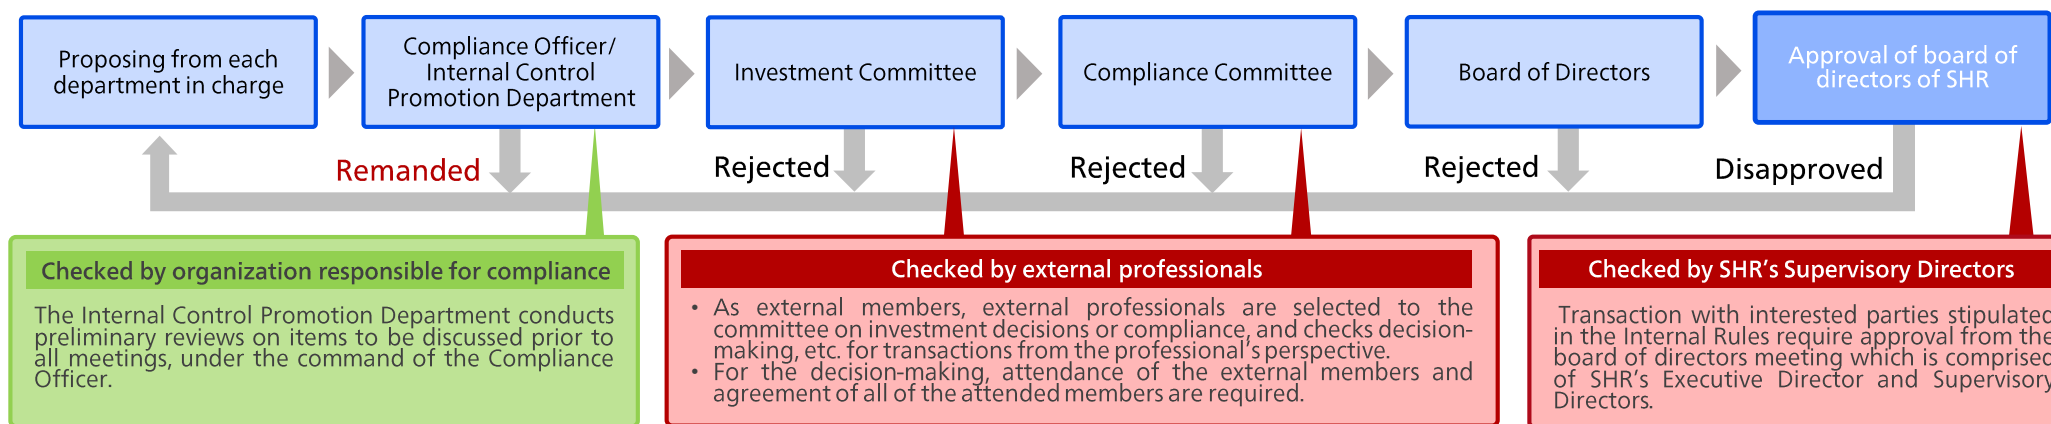 Proposing from each
department in charge
Compliance Officer/
Internal Control
Promotion Department
Investment Committee
Compliance Committee
Board of Directors
Approval of board of
directors of SHR
Remanded
Rejected
Rejected
Rejected
Disapproved
Checked by organization responsible for compliance
The Internal Control Promotion Department conducts
preliminary reviews on items to be discussed prior to
all meetings, under the command of the Compliance
Officer.
Checked by external professionals
• As external members, external professionals are selected to the
committee on investment decisions or compliance, and checks decision-
making, etc. for transactions from the professional's perspective.
• For the decision-making, attendance of the external members and
agreement of all of the attended members are required.
Checked by SHR's Supervisory Directors
Transaction with interested parties stipulated
in the Internal Rules require approval from the
board of directors meeting which is comprised
of SHR's Executive Director and Supervisory
Directors.